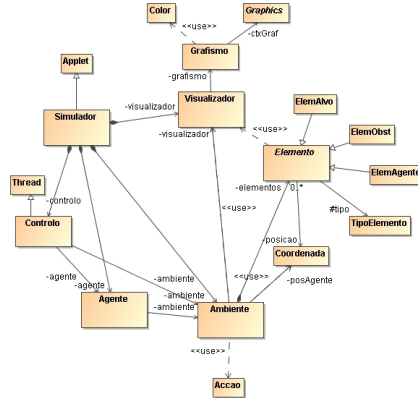 Color
Graphics
<<use>>
-ctxGraf
Grafismo
Applet
-grafismo
Simulador
-visualizador
Visualizador
-visualizador
<<use>>
ElemAlvo
ElemObst
Elemento
ElemAgente
Thread
-controlo
-elementos
0..*
#tipo
<<use>>
Controlo
TipoElemento
-posicao
Coordenada
-agente
-agente
-ambiente
<<use>>
-posAgente
-ambiente
Agente
-ambiente
Ambiente
<<use>>
Accao